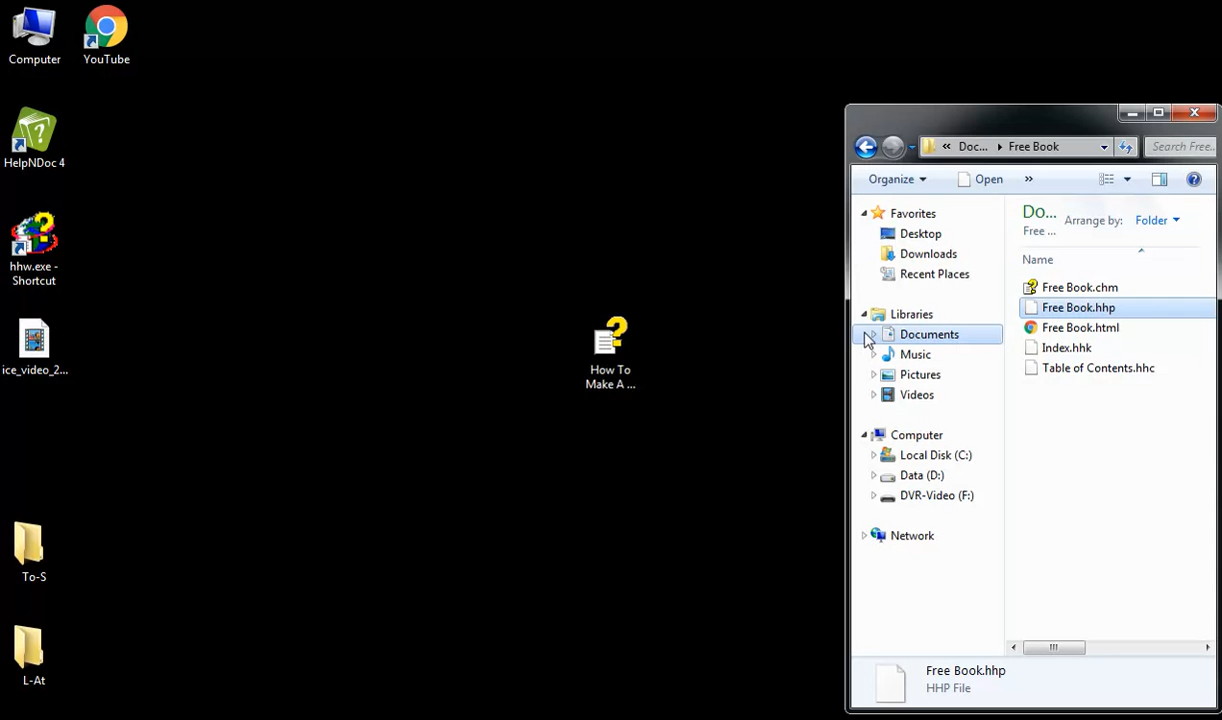 Computer
YouTube
HelpNDoc 4
hhw.exe -
Shortcut
ice_video_2...
To-S
L-At
How To
Make A ...
« Doc... Free Book
Search Free...
Organize Open »
Favorites
Desktop
Downloads
Recent Places
Libraries
Documents
Music
Pictures
Videos
Computer
Local Disk (C:)
Data (D:)
DVR-Video (F:)
Network
Do...
Free ...
Arrange by: Folder
Name
Free Book.chm
Free Book.hhp
Free Book.html
Index.hhk
Table of Contents.hhc
Free Book.hhp
HHP File